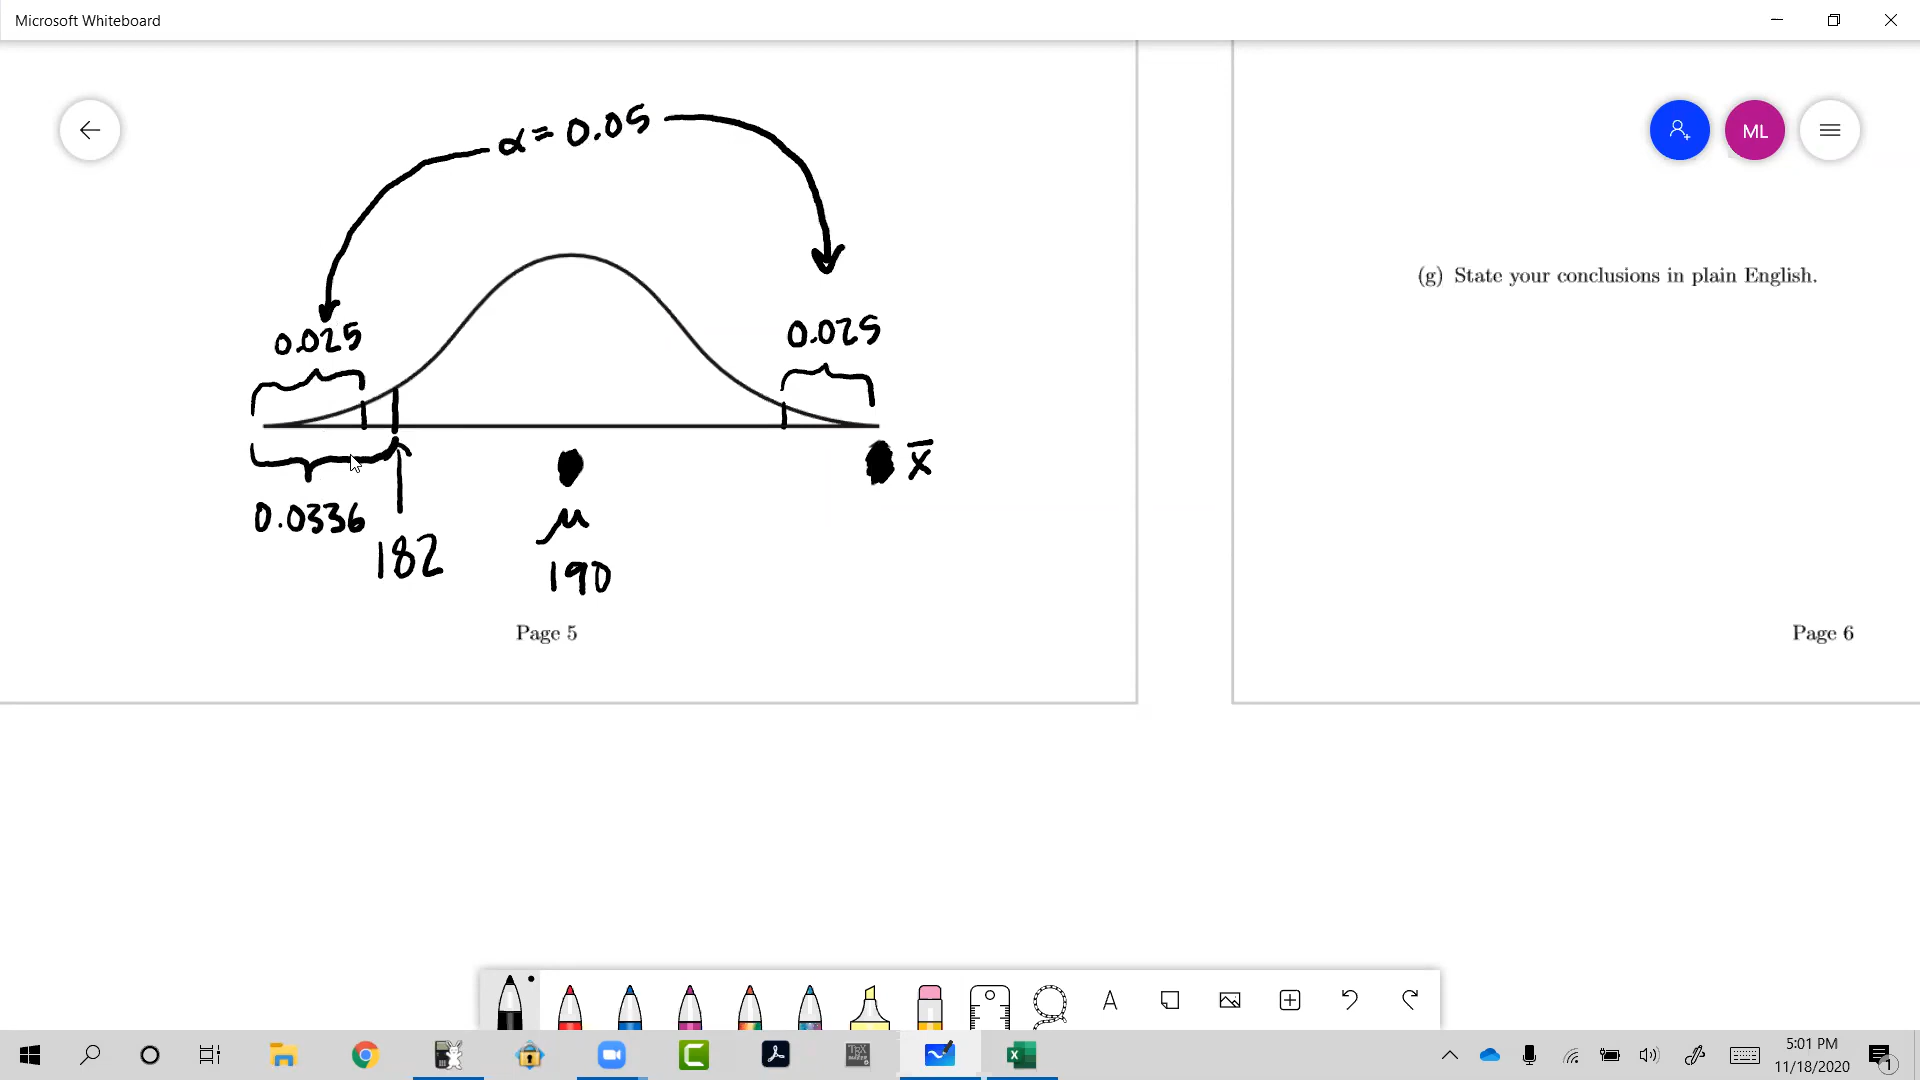 Microsoft Whiteboard
ML
α = 0.05
0.025
0.025
x̄
0.0336
182
μ
190
Page 5
(g) State your conclusions in plain English.
Page 6
A
5:01 PM
11/18/2020
1